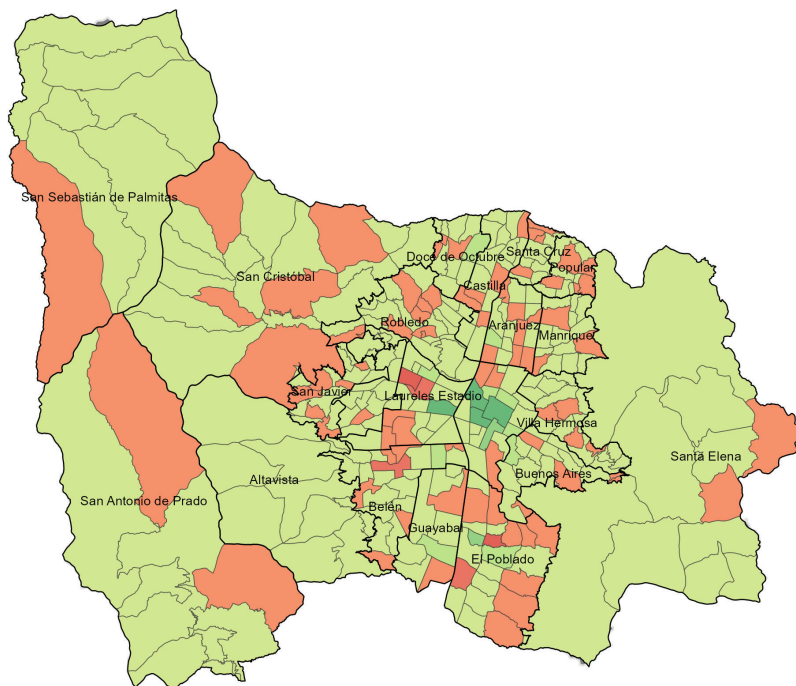 San Sebastián de Palmitas
Doce de Octubre
Santa Cruz
Popular
San Cristóbal
Castilla
Robledo
Aranjuez
Manrique
San Javier
Laureles Estadio
Villa Hermosa
Santa Elena
Altavista
Buenos Aires
San Antonio de Prado
Belén
Guayabal
El Poblado